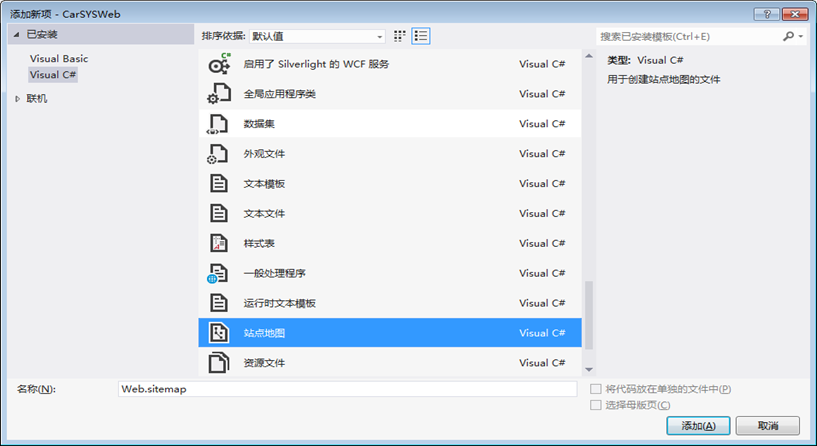 添加新项 - CarSYSWeb
已安装
Visual Basic
Visual C#
联机
排序依据: 默认值
搜索已安装模板(Ctrl+E)
启用了 Silverlight 的 WCF 服务 Visual C#
全局应用程序类 Visual C#
数据集 Visual C#
外观文件 Visual C#
文本模板 Visual C#
文本文件 Visual C#
样式表 Visual C#
一般处理程序 Visual C#
运行时文本模板 Visual C#
站点地图 Visual C#
资源文件 Visual C#
类型: Visual C#
用于创建站点地图的文件
名称(N): Web.sitemap
将代码放在单独的文件中(P)
选择母版页(C)
添加(A) 取消